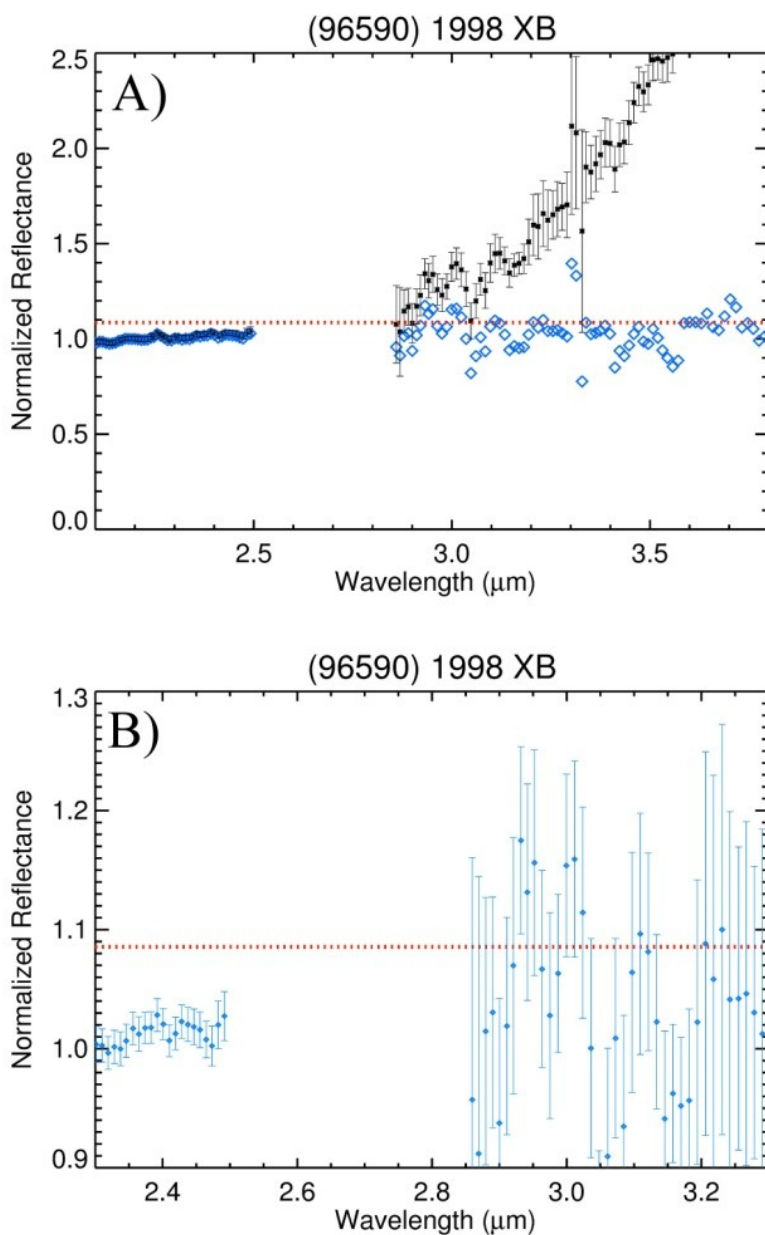 (96590) 1998 XB
A)
2.5
2.0
1.5
1.0
0.5
0.0
Normalized Reflectance
2.5
3.0
3.5
Wavelength (μm)
(96590) 1998 XB
B)
1.3
1.2
1.1
1.0
0.9
Normalized Reflectance
2.4
2.6
2.8
3.0
3.2
Wavelength (μm)